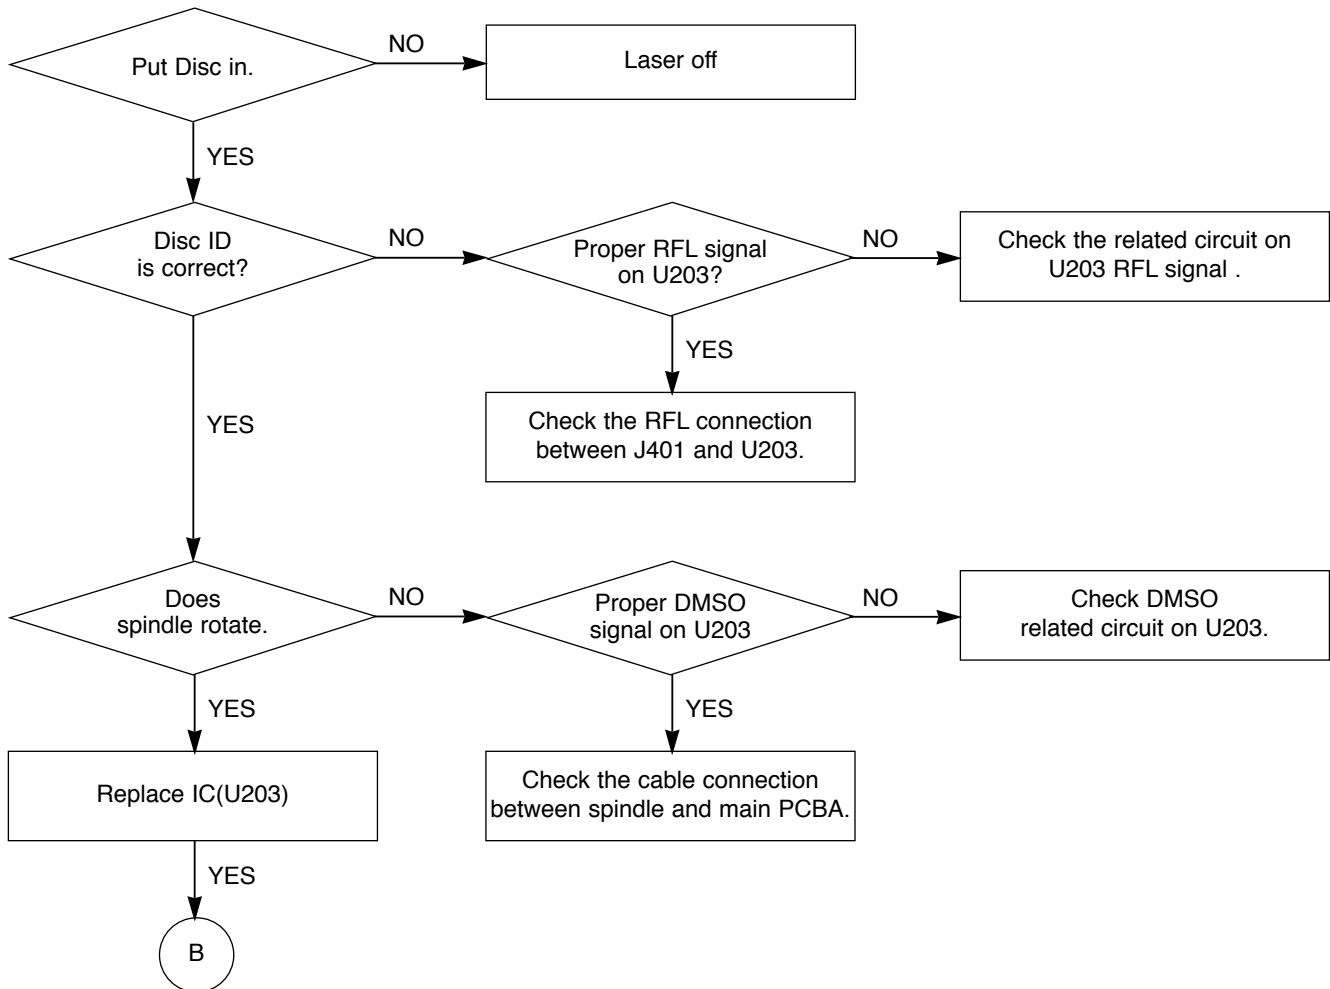 Put Disc in.
NO
Laser off
YES
Disc ID
is correct?
NO
Proper RFL signal
on U203?
NO
Check the related circuit on
U203 RFL signal .
YES
YES
Check the RFL connection
between J401 and U203.
Does
spindle rotate.
NO
Proper DMSO
signal on U203
NO
Check DMSO
related circuit on U203.
YES
YES
Replace IC(U203)
Check the cable connection
between spindle and main PCBA.
YES
B